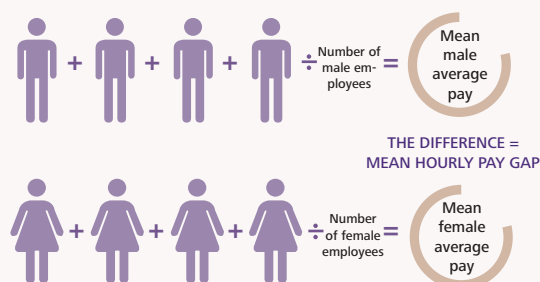 + + + ÷ Number of
male em-
ployees
=
Mean
male
average
pay
THE DIFFERENCE =
MEAN HOURLY PAY GAP
+ + + ÷ Number
of female
employees
=
Mean
female
average
pay